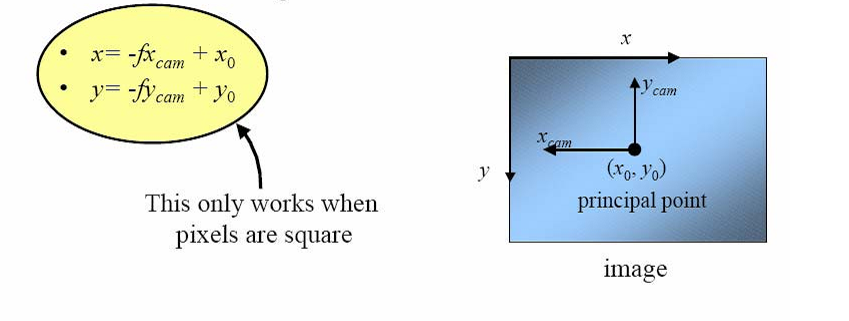 • x= -fx_cam + x_0
• y= -fy_cam + y_0
This only works when
pixels are square
x
y_cam
x_cam
(x_0, y_0)
y
principal point
image